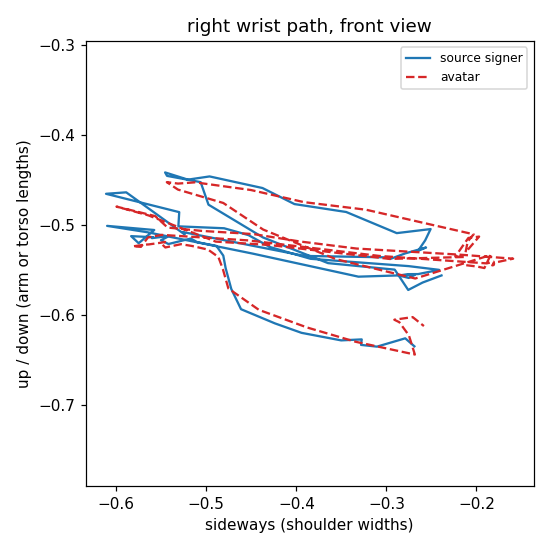 right wrist path, front view
source signer
avatar
up / down (arm or torso lengths)
−0.3
−0.4
−0.5
−0.6
−0.7
−0.6
−0.5
−0.4
−0.3
−0.2
sideways (shoulder widths)